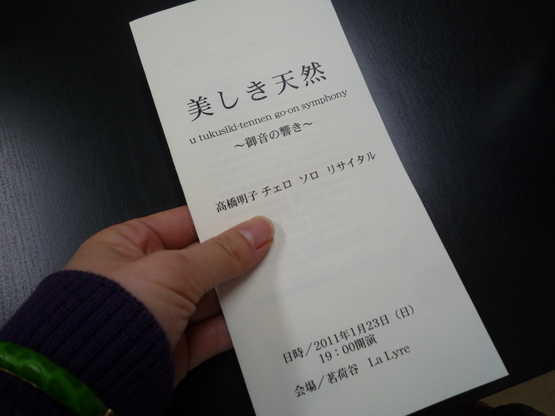 美しき天然
u tukusiki-tennen go-on symphony
～御音の響き～
高橋明子 チェロ ソロ リサイタル
日時／2011年1月23日（日）
19：00開演
会場／茗荷谷 La Lyre